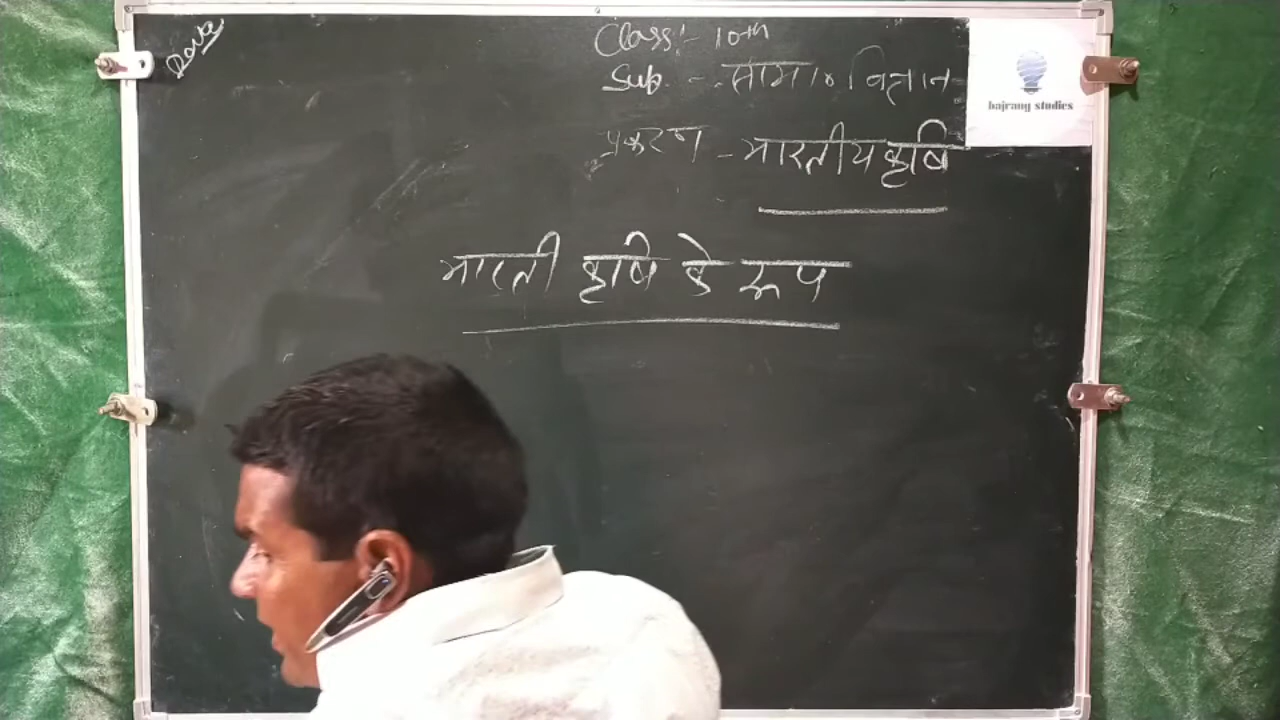 Class:- 10th
Sub - सामा० विज्ञान
bajrang studies
प्रकरण - भारतीय कृषि
भारती कृषि के रूप